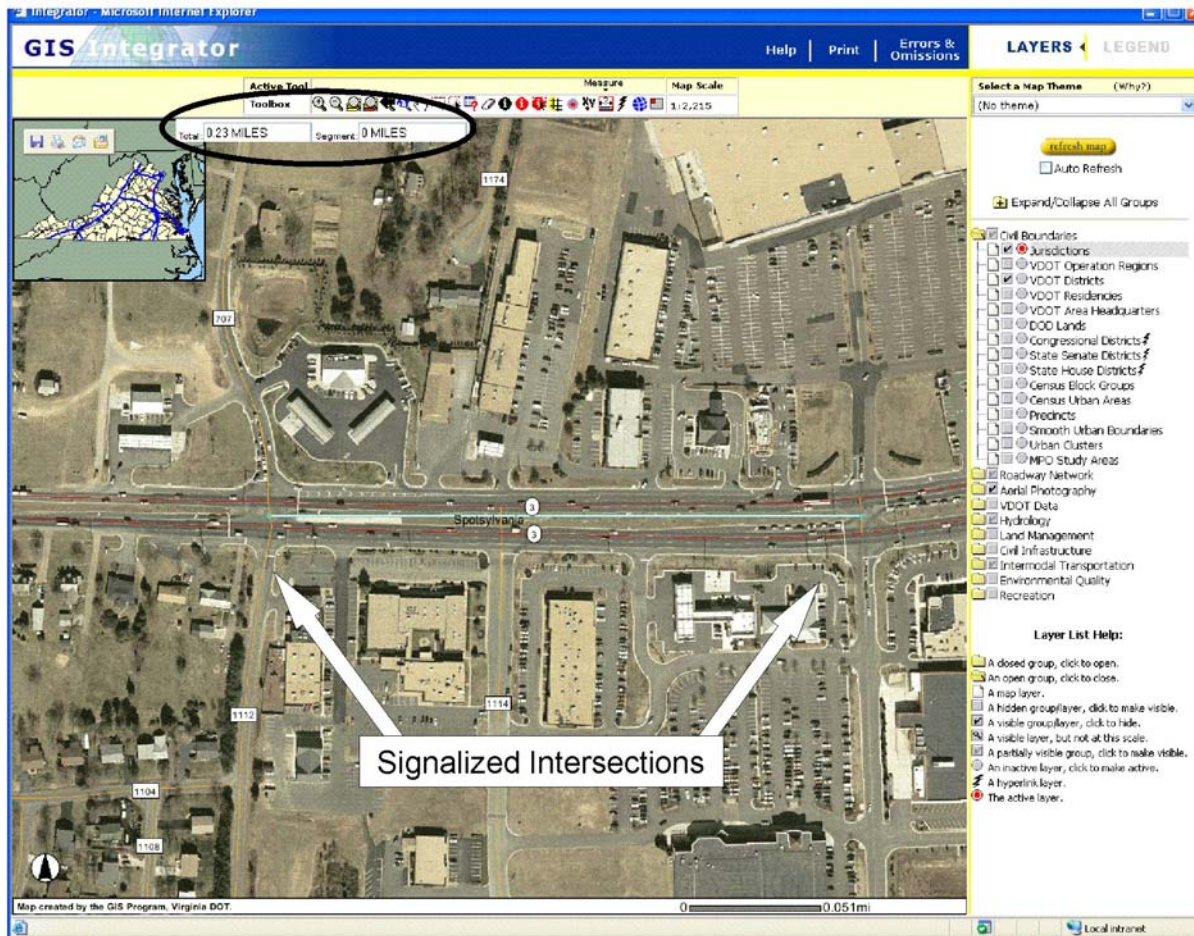 Integrator - Microsoft Internet Explorer
GIS Integrator
Help | Print | Errors & Omissions
LAYERS LEGEND
Active Tool
Measure
Map Scale
Toolbox
XY
1:2,215
Total: 0.23 MILES Segment: 0 MILES
Select a Map Theme (Why?)
(No theme)
refresh map
Auto Refresh
Expand/Collapse All Groups
Civil Boundaries
Jurisdictions
VDOT Operation Regions
VDOT Districts
VDOT Residencies
VDOT Area Headquarters
DOD Lands
Congressional Districts
State Senate Districts
State House Districts
Census Block Groups
Census Urban Areas
Precincts
Smooth Urban Boundaries
Urban Clusters
MPO Study Areas
Roadway Network
Aerial Photography
VDOT Data
Hydrology
Land Management
Civil Infrastructure
Intermodal Transportation
Environmental Quality
Recreation
Layer List Help:
A closed group, click to open.
An open group, click to close.
A map layer.
A hidden group/layer, click to make visible.
A visible group/layer, click to hide.
A visible layer, but not at this scale.
A partially visible group, click to make visible.
An inactive layer, click to make active.
A hyperlink layer.
The active layer.
1174
707
3
Spotsylvania
3
1112
1114
Signalized Intersections
1104
1108
Map created by the GIS Program, Virginia DOT.
0 0.051mi
Local intranet